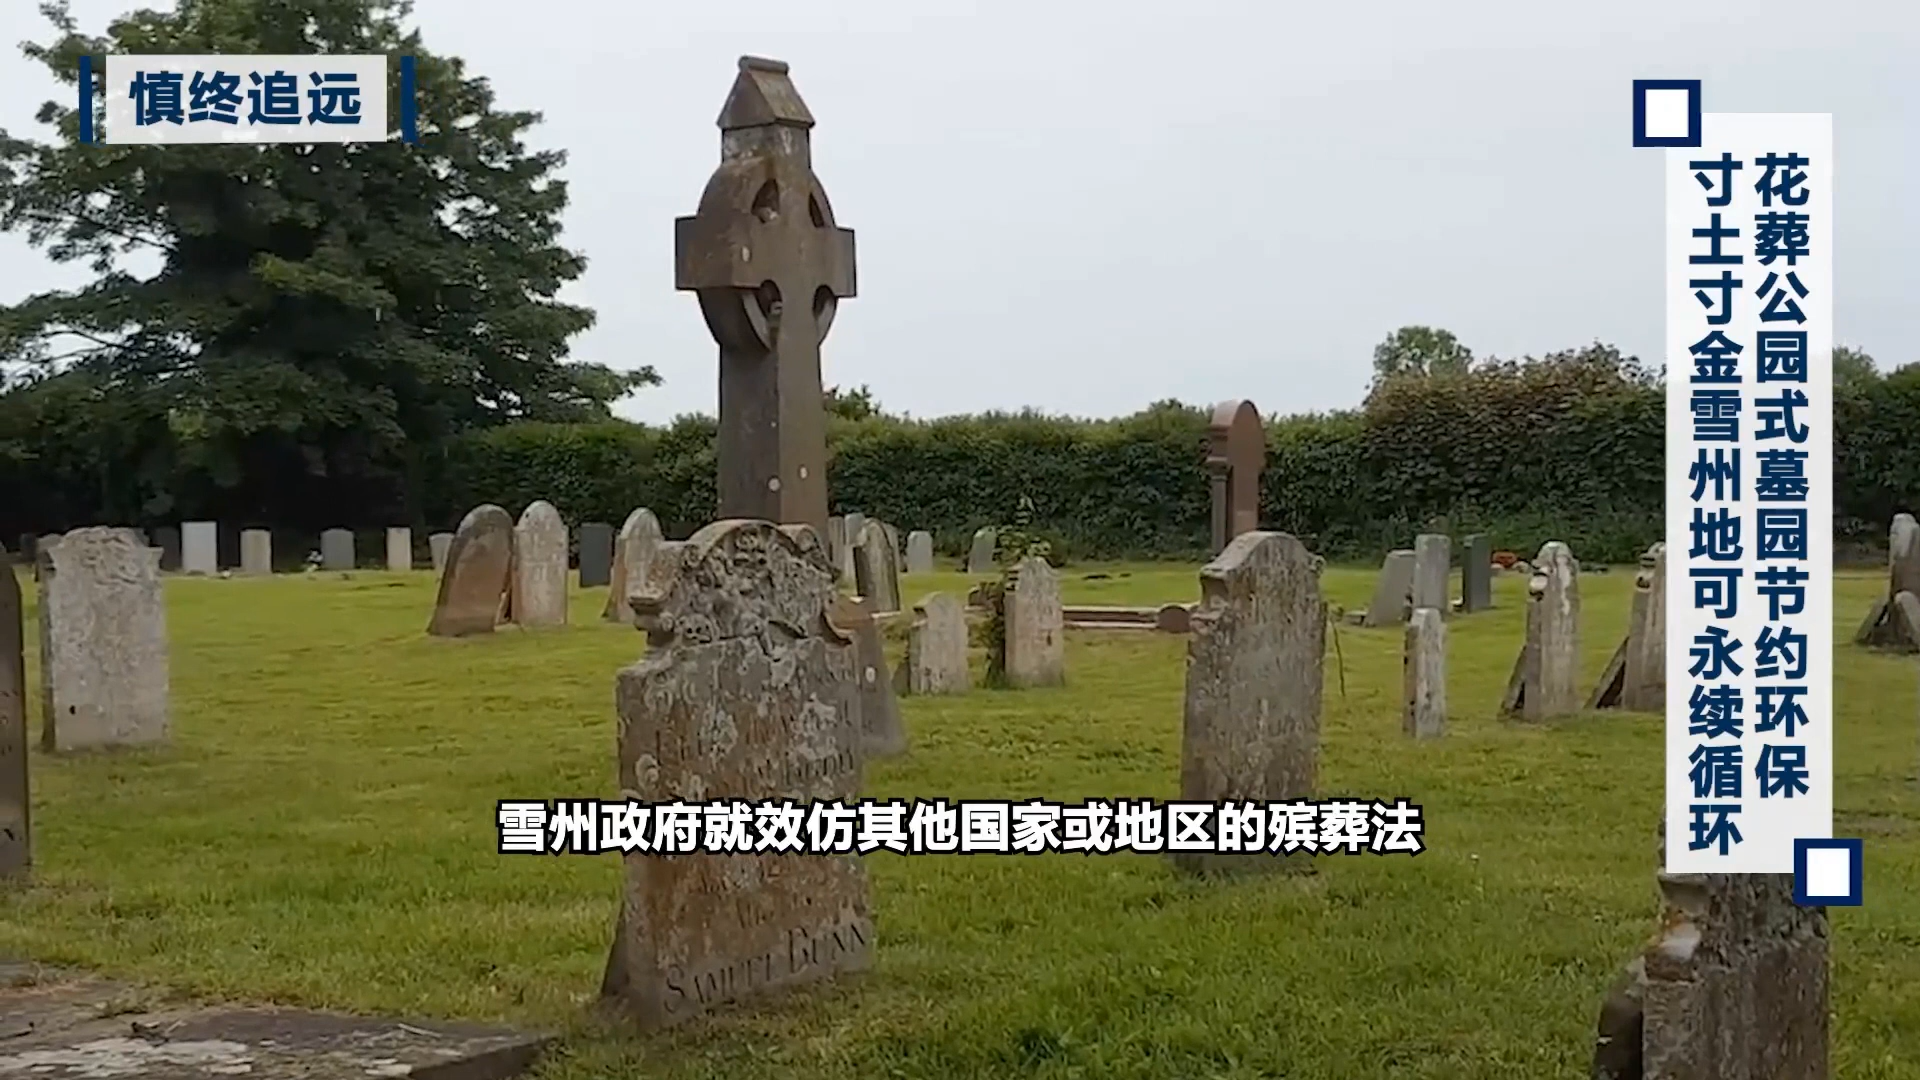 慎终追远
花葬公园式墓园节约环保
寸土寸金雪州地可永续循环
雪州政府就效仿其他国家或地区的殡葬法
SAMUEL BUNN